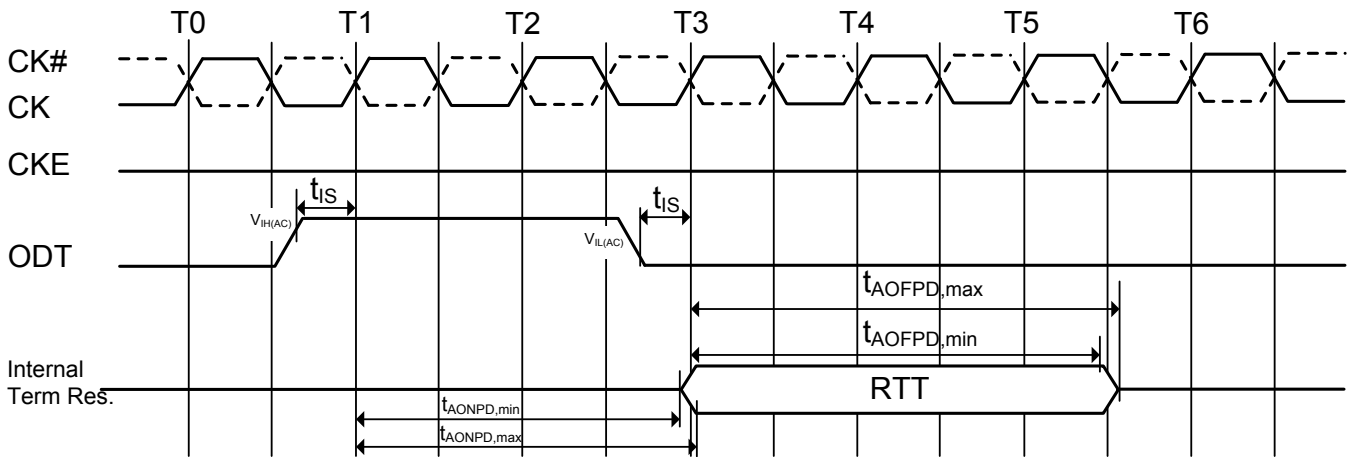 T0 T1 T2 T3 T4 T5 T6
CK#
CK
CKE
tIS
tIS
VIH(AC)
VIL(AC)
ODT
tAOFPD,max
tAOFPD,min
Internal
Term Res.
RTT
tAONPD,min
tAONPD,max